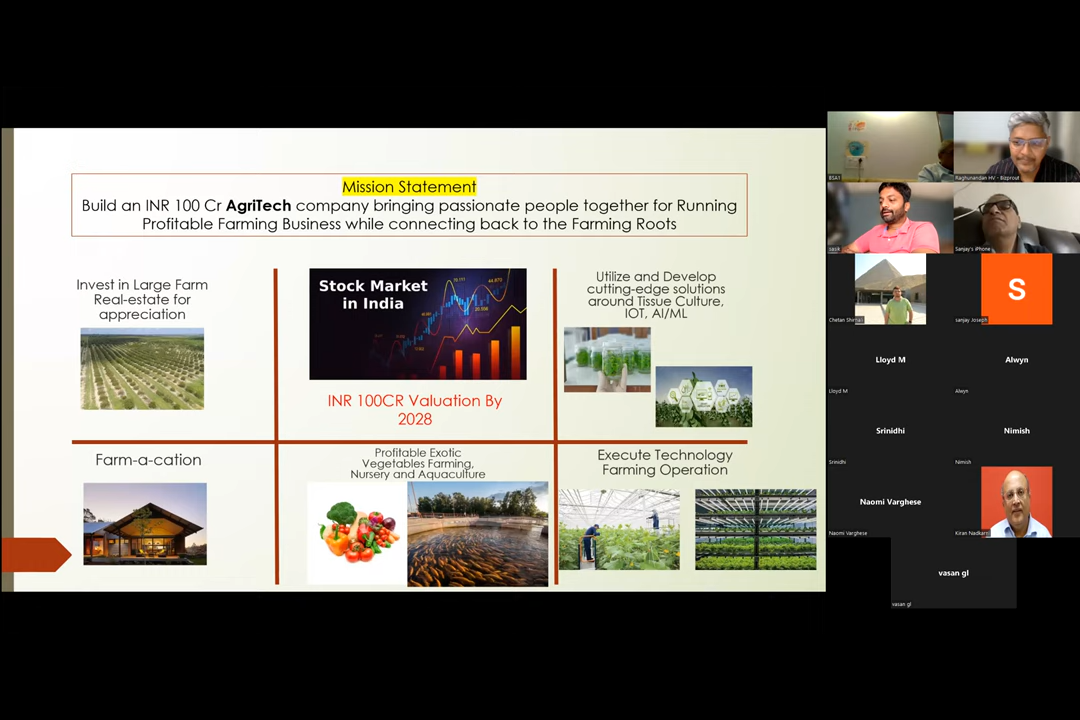 Mission Statement
Build an INR 100 Cr AgriTech company bringing passionate people together for Running
Profitable Farming Business while connecting back to the Farming Roots
Invest in Large Farm
Real-estate for
appreciation
Stock Market
in India
INR 100CR Valuation By
2028
Utilize and Develop
cutting-edge solutions
around Tissue Culture,
IOT, AI/ML
Farm-a-cation
Profitable Exotic
Vegetables Farming,
Nursery and Aquaculture
Execute Technology
Farming Operation
BSA1
Raghunandan HV - Bizprout
sasik
Sanjay's iPhone
S
sanjay Joseph
Lloyd M
Lloyd M
Alwyn
Alwyn
Srinidhi
Srinidhi
Nimish
Nimish
Naomi Varghese
Naomi Varghese
vasan gl
vasan gl